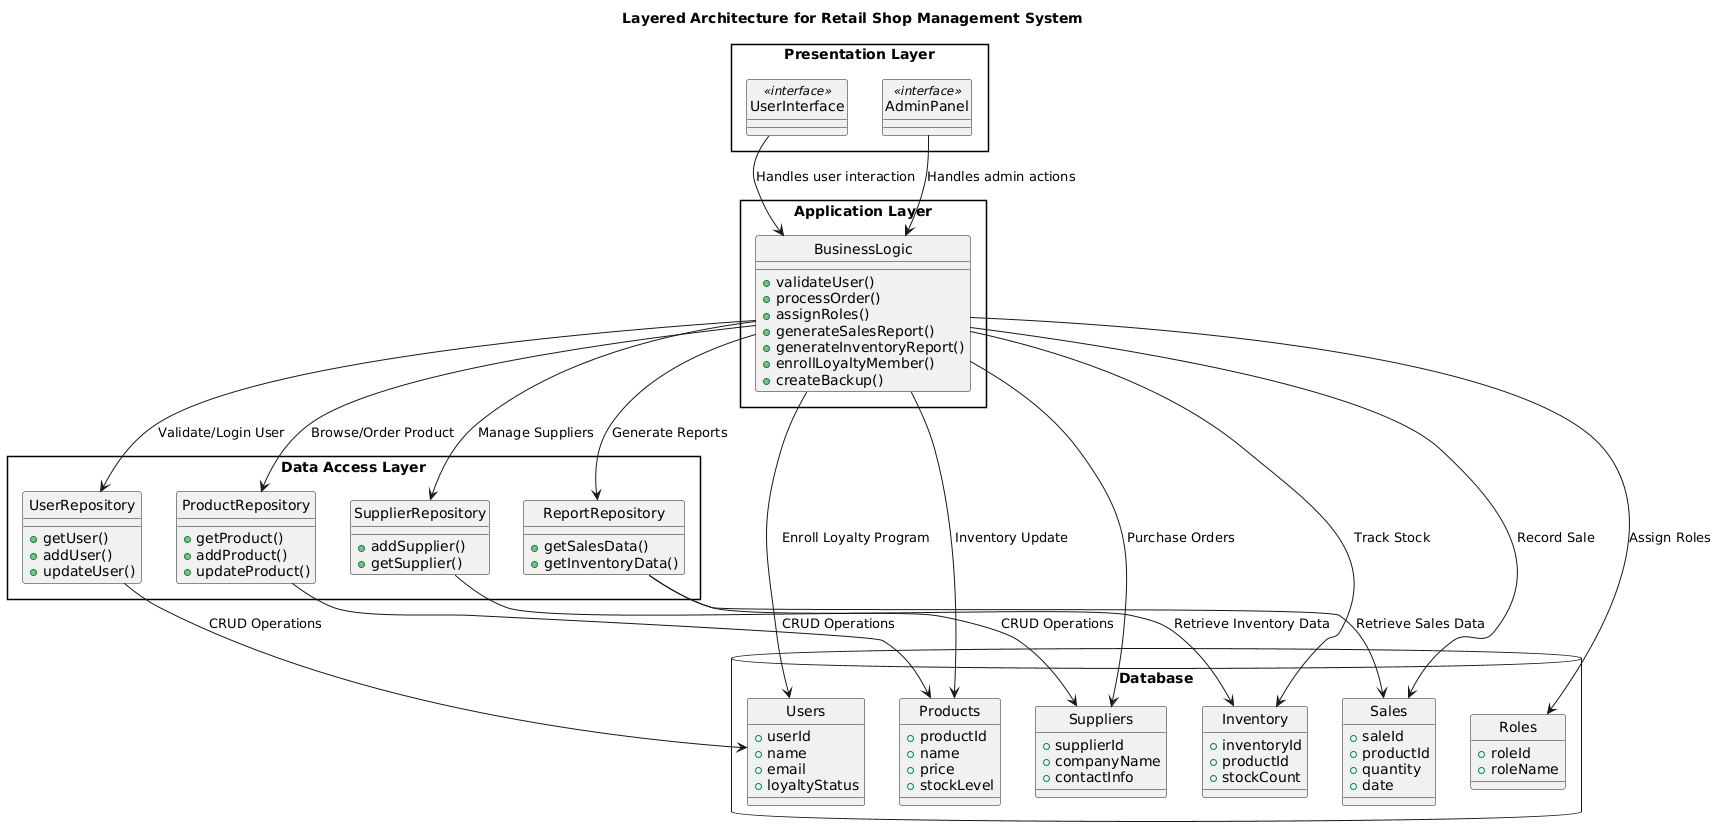 Layered Architecture for Retail Shop Management System
Presentation Layer
«interface»
UserInterface
«interface»
AdminPanel
Handles user interaction
Handles admin actions
Application Layer
BusinessLogic
validateUser()
processOrder()
assignRoles()
generateSalesReport()
generateInventoryReport()
enrollLoyaltyMember()
createBackup()
Validate/Login User
Browse/Order Product
Manage Suppliers
Generate Reports
Data Access Layer
UserRepository
getUser()
addUser()
updateUser()
ProductRepository
getProduct()
addProduct()
updateProduct()
SupplierRepository
addSupplier()
getSupplier()
ReportRepository
getSalesData()
getInventoryData()
Enroll Loyalty Program
Inventory Update
Purchase Orders
Track Stock
Record Sale
Assign Roles
CRUD Operations
CRUD Operations
CRUD Operations
Retrieve Inventory Data
Retrieve Sales Data
Database
Users
userId
name
email
loyaltyStatus
Products
productId
name
price
stockLevel
Suppliers
supplierId
companyName
contactInfo
Inventory
inventoryId
productId
stockCount
Sales
saleId
productId
quantity
date
Roles
roleId
roleName